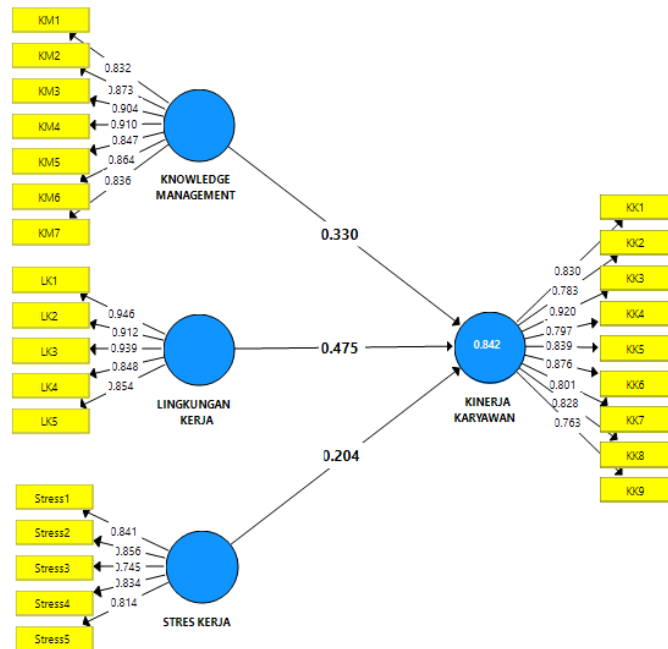 KM1
KM2
KM3
KM4
KM5
KM6
KM7
0.832
0.873
0.904
0.910
0.847
0.864
0.836
KNOWLEDGE
MANAGEMENT
0.330
LK1
LK2
LK3
LK4
LK5
0.946
0.912
0.939
0.848
0.854
LINGKUNGAN
KERJA
0.475
Stress1
Stress2
Stress3
Stress4
Stress5
0.841
0.856
0.745
0.834
0.814
STRES KERJA
0.204
0.842
KINERJA
KARYAWAN
0.830
0.783
0.920
0.797
0.839
0.876
0.801
0.828
0.763
KK1
KK2
KK3
KK4
KK5
KK6
KK7
KK8
KK9